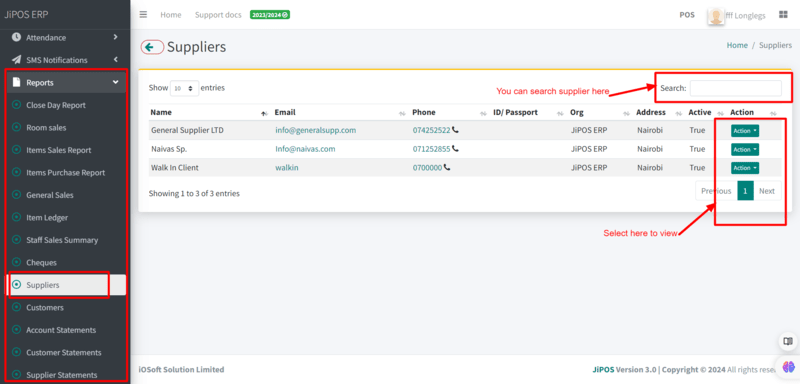 JiPOS ERP
Home Support docs 2023/2024 POS fff Longlegs
Attendance
SMS Notifications
Reports
Close Day Report
Room sales
Items Sales Report
Items Purchase Report
General Sales
Item Ledger
Staff Sales Summary
Cheques
Suppliers
Customers
Account Statements
Customer Statements
Supplier Statements
Suppliers
Home / Suppliers
Show 10 entries
You can search supplier here
Search:
Name Email Phone ID/ Passport Org Address Active Action
General Supplier LTD info@generalsupp.com 074252522 JiPOS ERP Nairobi True Action
Naivas Sp. Info@naivas.com 071252855 JiPOS ERP Nairobi True Action
Walk In Client walkin 0700000 JiPOS ERP Nairobi True Action
Showing 1 to 3 of 3 entries
Previous 1 Next
Select here to view
iOSoft Solution Limited
JiPOS Version 3.0 | Copyright © 2024 All rights